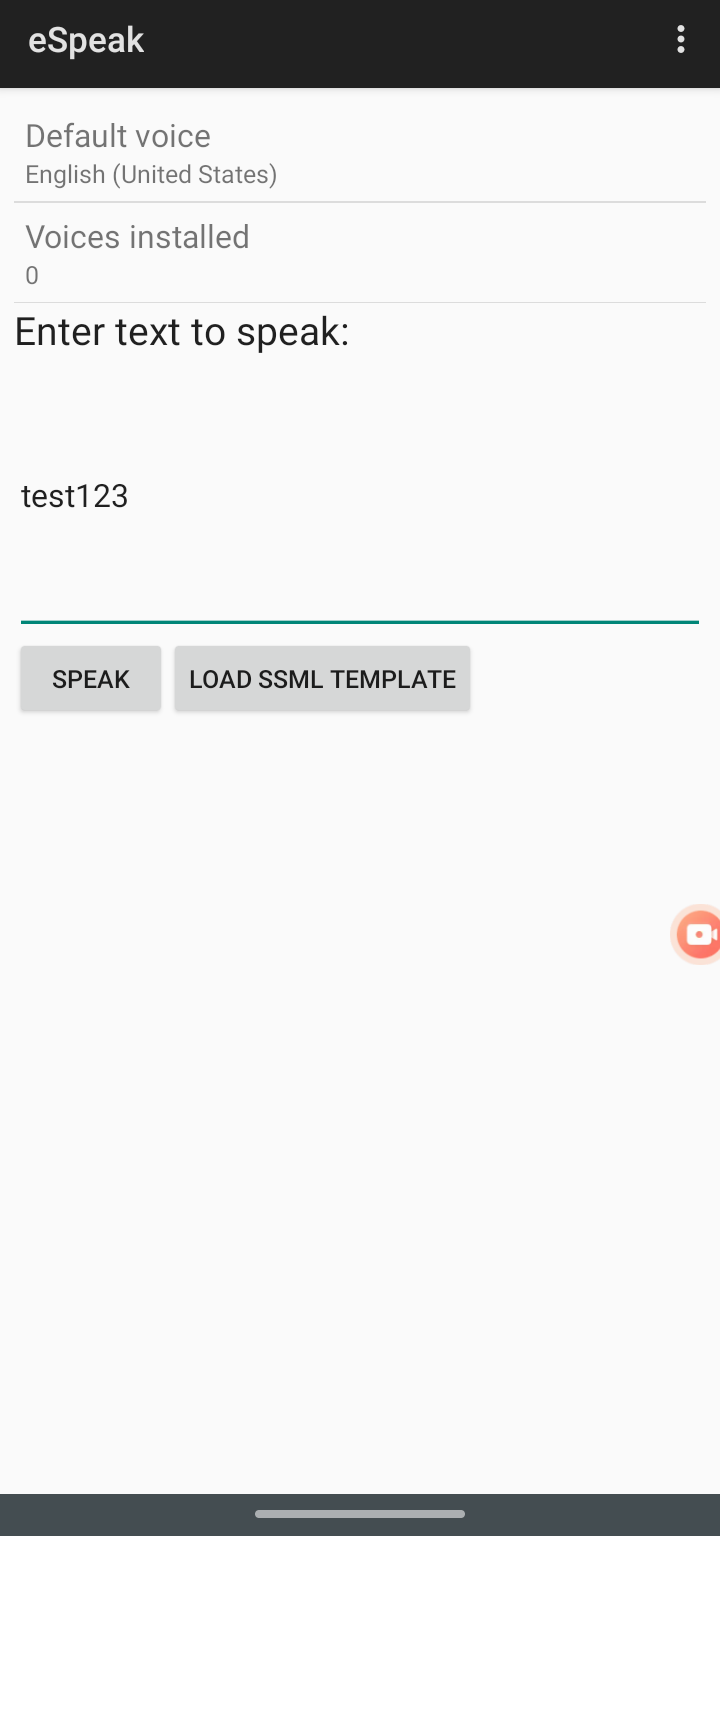 eSpeak
Default voice
English (United States)
Voices installed
0
Enter text to speak:
test123
SPEAK
LOAD SSML TEMPLATE